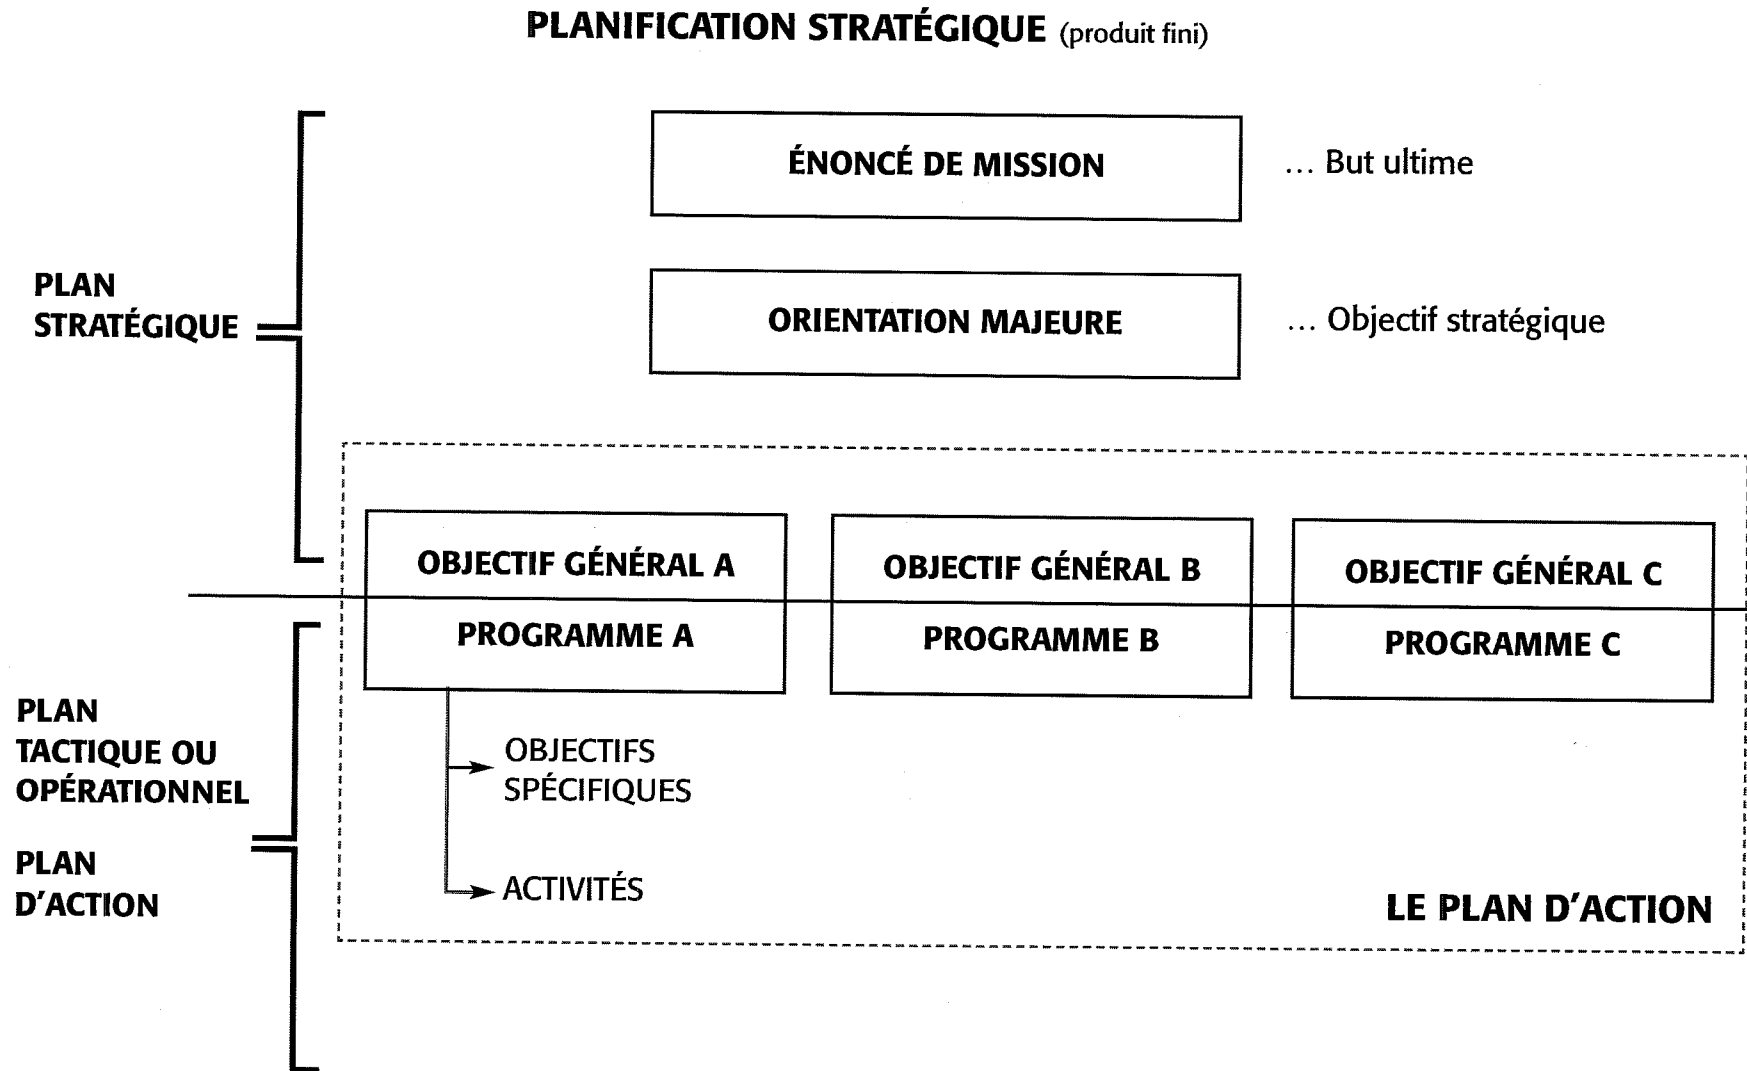 PLANIFICATION STRATÉGIQUE (produit fini)
ÉNONCÉ DE MISSION
... But ultime
PLAN
STRATÉGIQUE
ORIENTATION MAJEURE
... Objectif stratégique
OBJECTIF GÉNÉRAL A
OBJECTIF GÉNÉRAL B
OBJECTIF GÉNÉRAL C
PROGRAMME A
PROGRAMME B
PROGRAMME C
PLAN
TACTIQUE OU
OPÉRATIONNEL
OBJECTIFS
SPÉCIFIQUES
PLAN
D'ACTION
ACTIVITÉS
LE PLAN D'ACTION